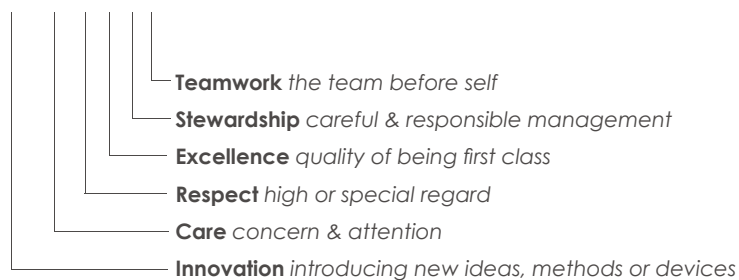 Teamwork the team before self
Stewardship careful & responsible management
Excellence quality of being first class
Respect high or special regard
Care concern & attention
Innovation introducing new ideas, methods or devices